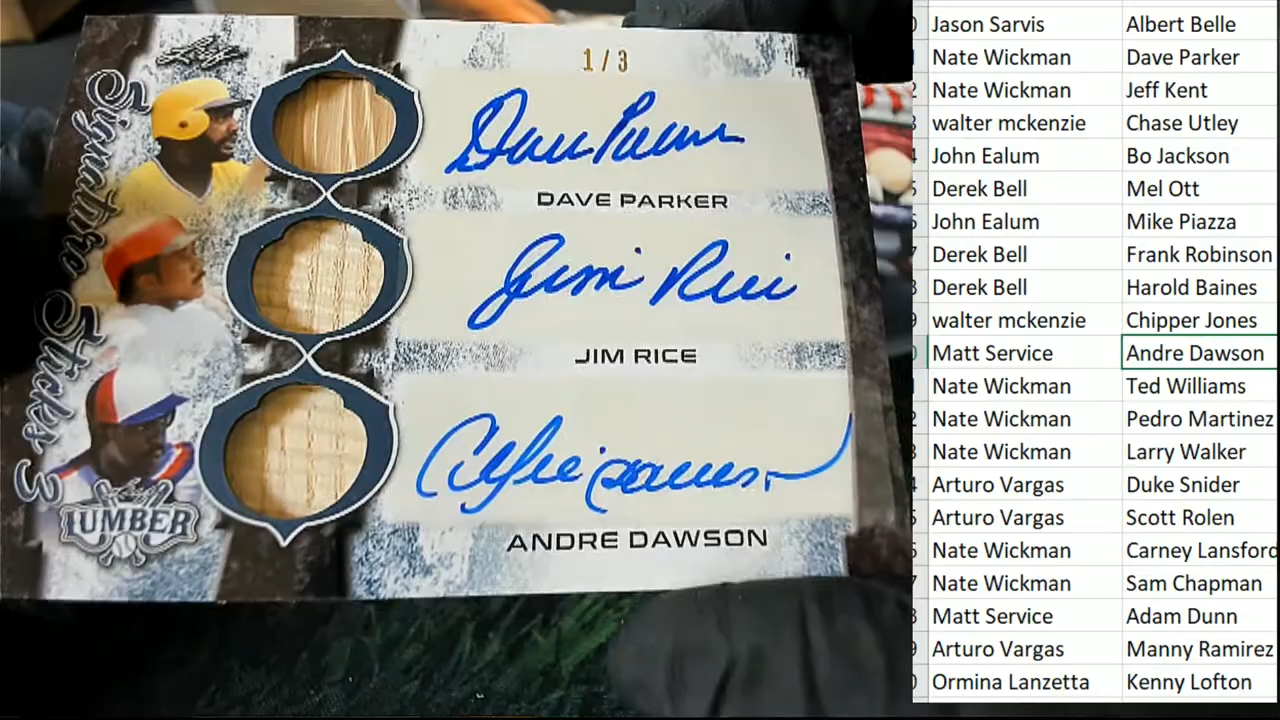 Leaf
1/3
Signature Sticks 3
Dave Parker
DAVE PARKER
Jim Rice
JIM RICE
Andre Dawson
ANDRE DAWSON
Leaf
LUMBER
Jason Sarvis Albert Belle
Nate Wickman Dave Parker
Nate Wickman Jeff Kent
walter mckenzie Chase Utley
John Ealum Bo Jackson
Derek Bell Mel Ott
John Ealum Mike Piazza
Derek Bell Frank Robinson
Derek Bell Harold Baines
walter mckenzie Chipper Jones
Matt Service Andre Dawson
Nate Wickman Ted Williams
Nate Wickman Pedro Martinez
Nate Wickman Larry Walker
Arturo Vargas Duke Snider
Arturo Vargas Scott Rolen
Nate Wickman Carney Lansford
Nate Wickman Sam Chapman
Matt Service Adam Dunn
Arturo Vargas Manny Ramirez
Ormina Lanzetta Kenny Lofton